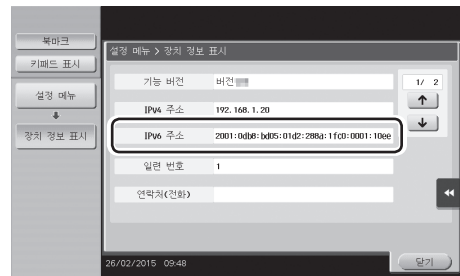 북마크
키패드 표시
설정 메뉴
장치 정보 표시
설정 메뉴 > 장치 정보 표시
기능 버전 버전
1/ 2
IPv4 주소 192.168.1.20
IPv6 주소 2001:0db8:bd05:01d2:288a:1fc0:0001:10ee
일련 번호 1
연락처(전화)
26/02/2015 09:48
닫기